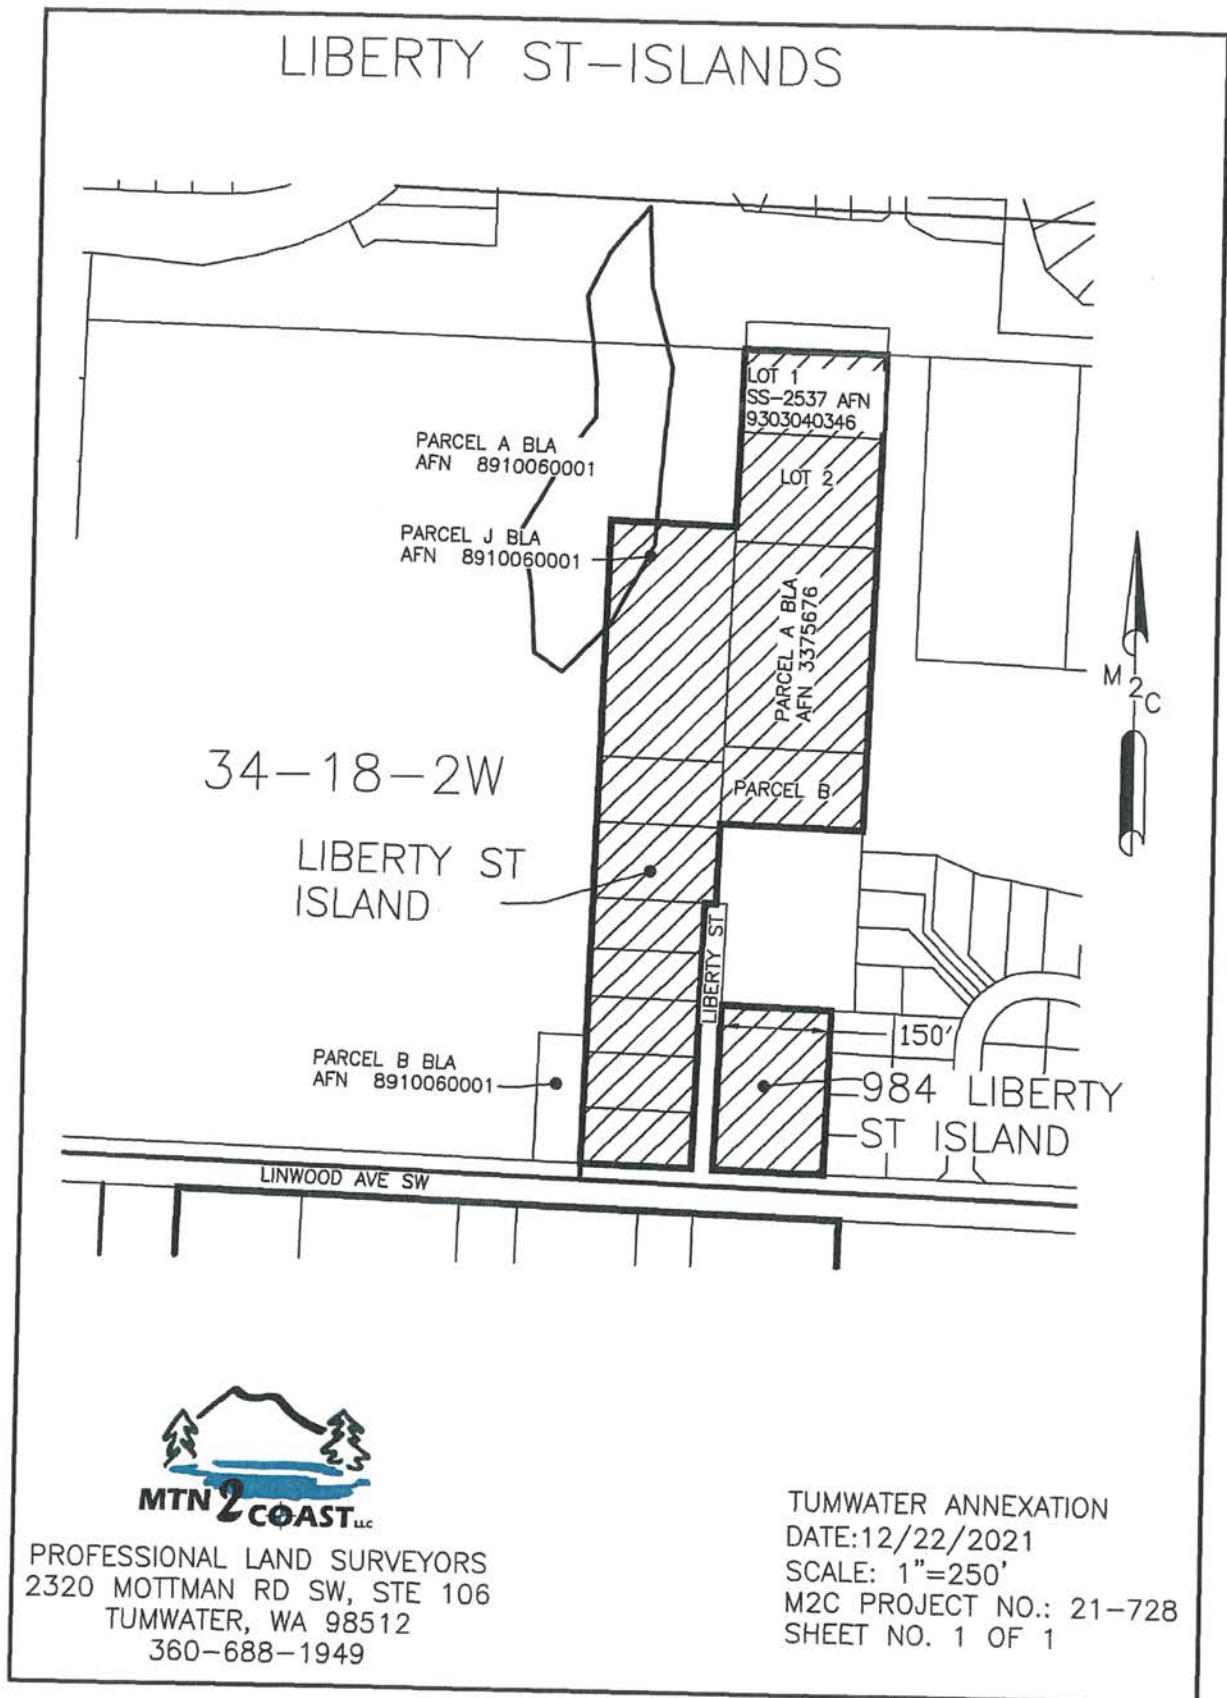 LIBERTY ST-ISLANDS
LOT 1
SS-2537 AFN
9303040346
PARCEL A BLA
AFN 8910060001
LOT 2
PARCEL J BLA
AFN 8910060001
PARCEL A BLA
AFN 3375676
M2C
34-18-2W
PARCEL B
LIBERTY ST
ISLAND
LIBERTY ST
150'
PARCEL B BLA
AFN 8910060001
984 LIBERTY
ST ISLAND
LINWOOD AVE SW
MTN 2 COAST LLC
PROFESSIONAL LAND SURVEYORS
2320 MOTTMAN RD SW, STE 106
TUMWATER, WA 98512
360-688-1949
TUMWATER ANNEXATION
DATE:12/22/2021
SCALE: 1"=250'
M2C PROJECT NO.: 21-728
SHEET NO. 1 OF 1